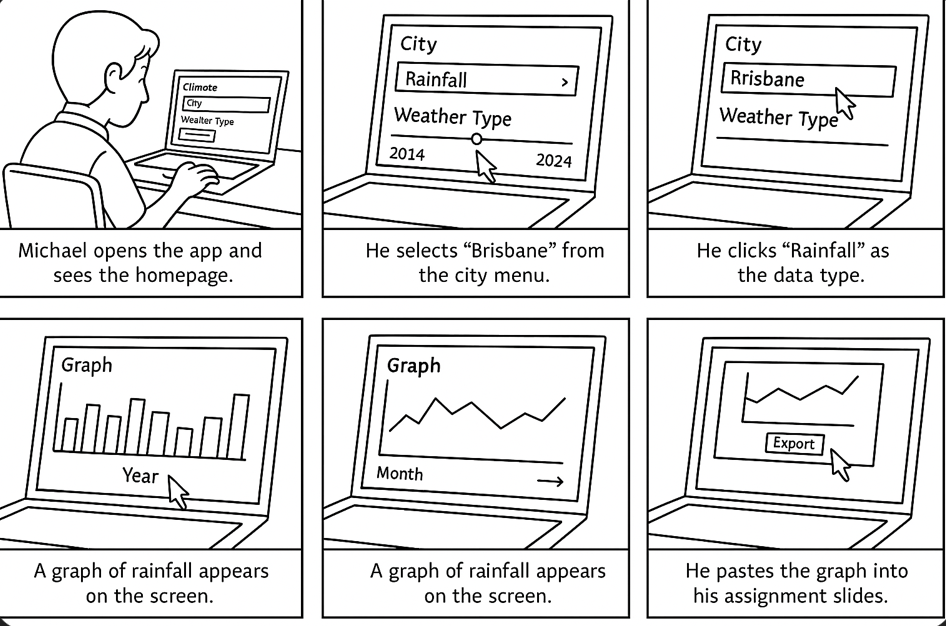 Climote
City
Wealter Type
Michael opens the app and
sees the homepage.
City
Rainfall >
Weather Type
2014 2024
He selects “Brisbane” from
the city menu.
City
Rrisbane
Weather Type
He clicks “Rainfall” as
the data type.
Graph
Year
A graph of rainfall appears
on the screen.
Graph
Month →
A graph of rainfall appears
on the screen.
Export
He pastes the graph into
his assignment slides.